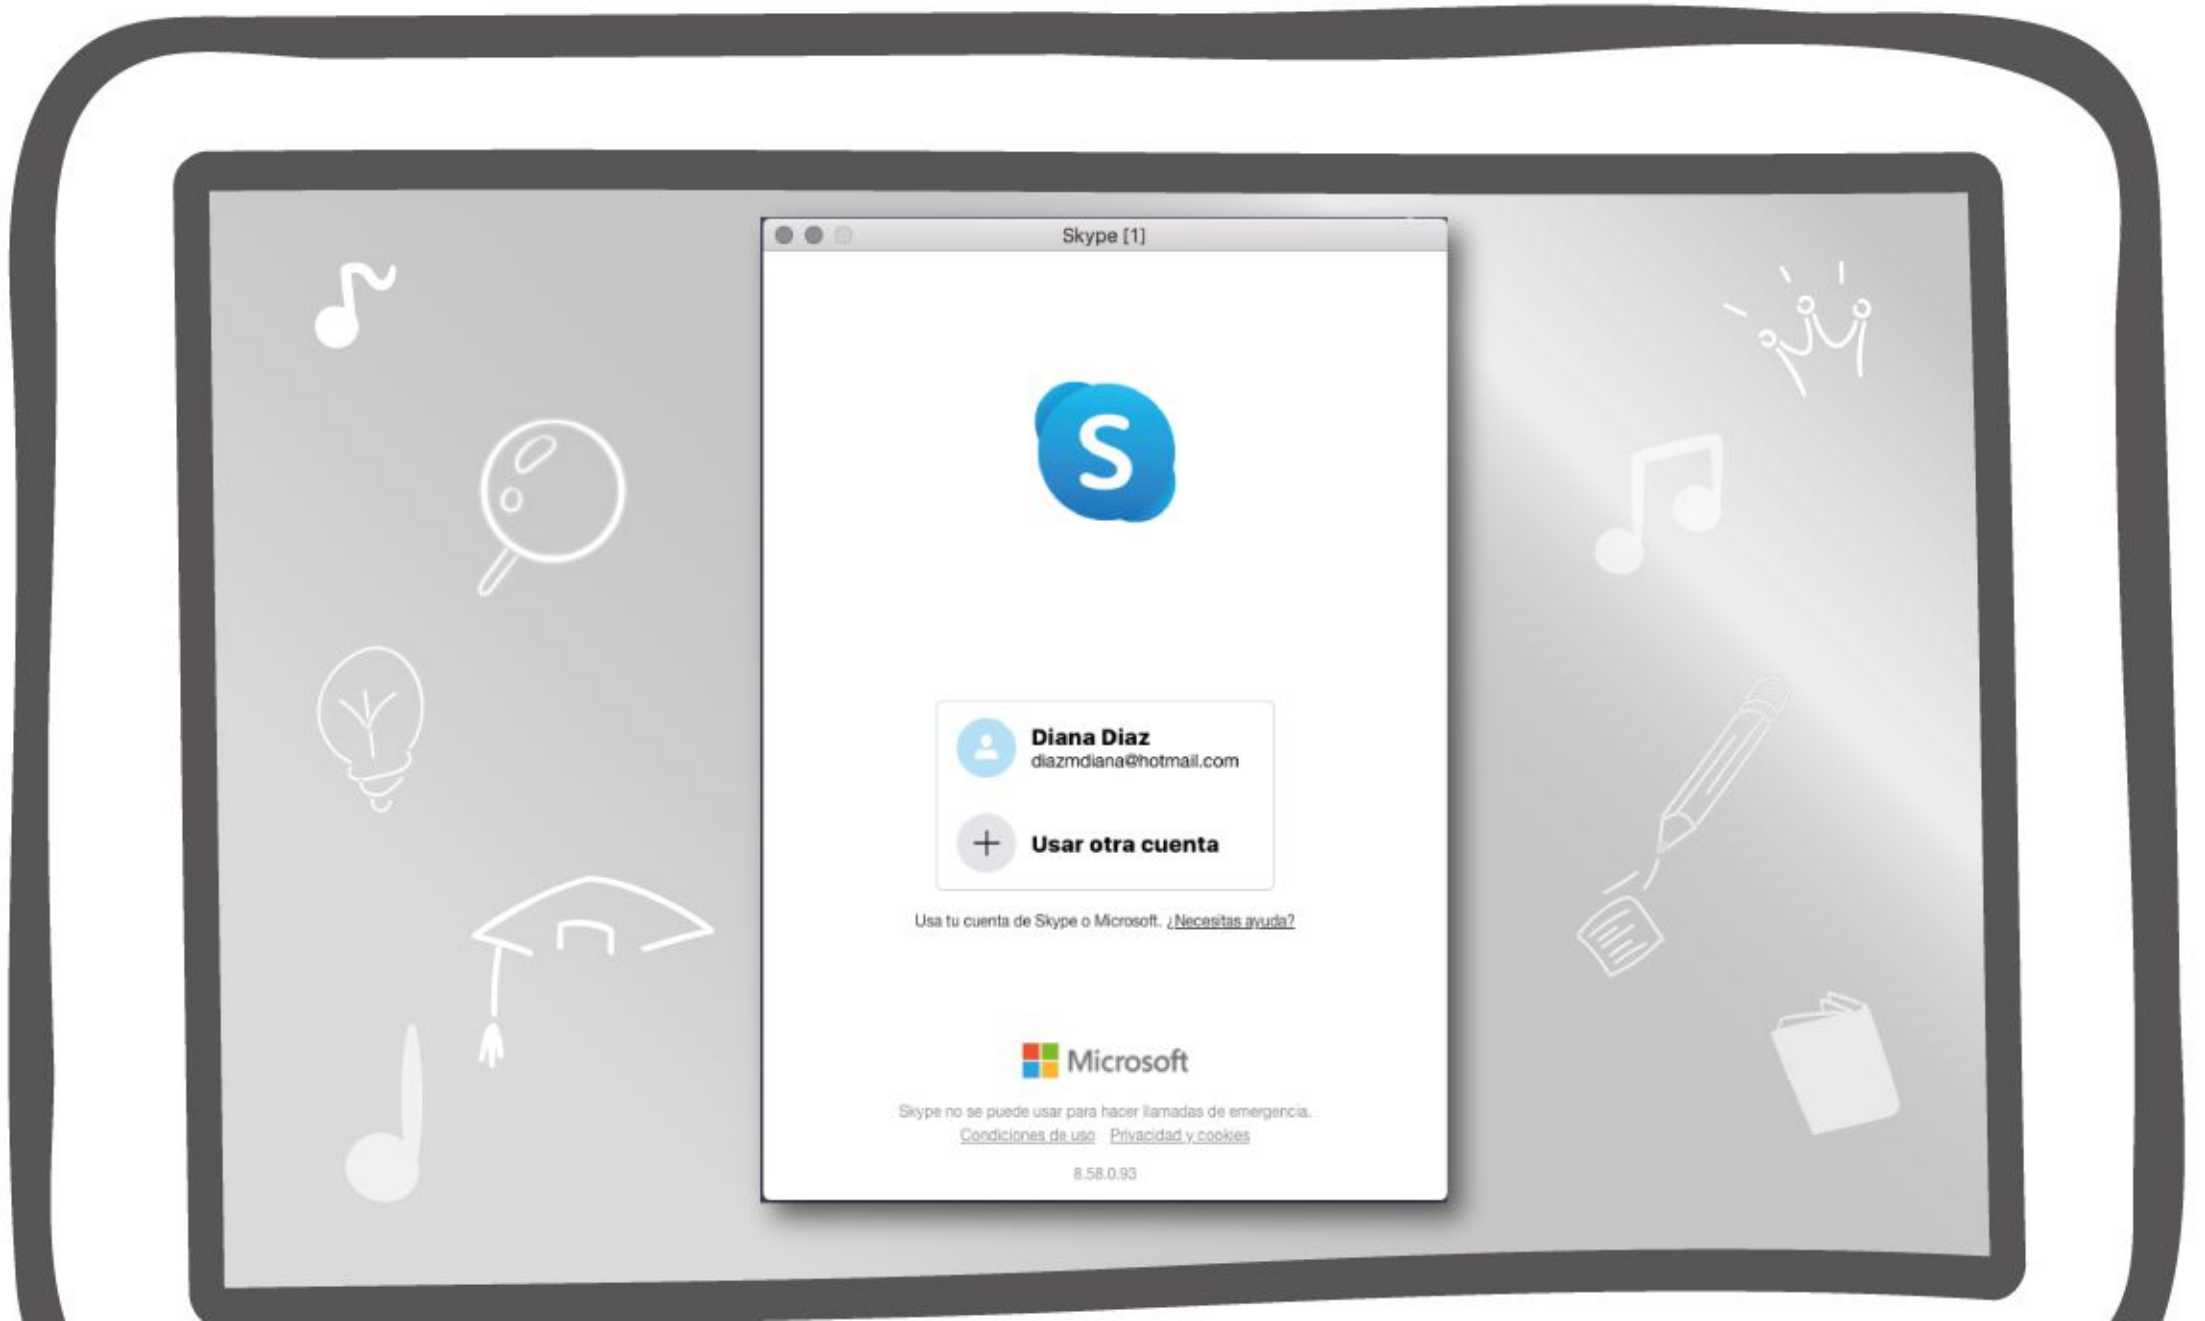 Skype [1]
S
Diana Diaz
diazmdiana@hotmail.com
Usar otra cuenta
Usa tu cuenta de Skype o Microsoft. ¿Necesitas ayuda?
Microsoft
Skype no se puede usar para hacer llamadas de emergencia.
Condiciones de uso Privacidad y cookies
8.58.0.93